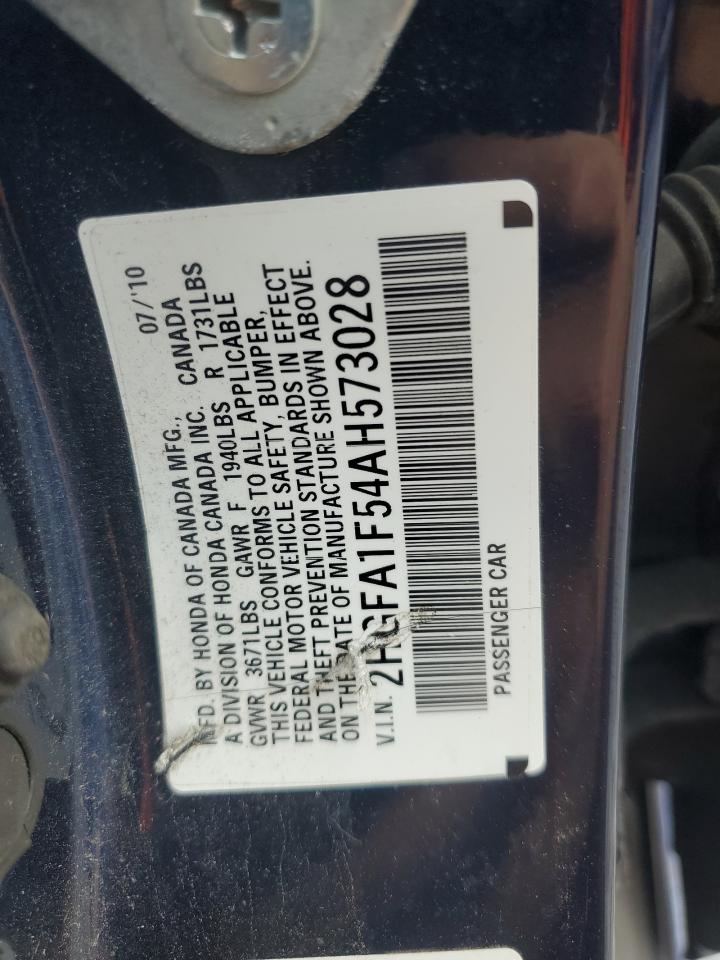 MFD. BY HONDA OF CANADA MFG., 07/'10
A DIVISION OF HONDA CANADA INC. CANADA
GVWR 3671LBS GAWR F 1940LBS R 1731LBS
THIS VEHICLE CONFORMS TO ALL APPLICABLE
FEDERAL MOTOR VEHICLE SAFETY, BUMPER,
AND THEFT PREVENTION STANDARDS IN EFFECT
ON THE DATE OF MANUFACTURE SHOWN ABOVE.
V.I.N. 2HGFA1F54AH573028
PASSENGER CAR